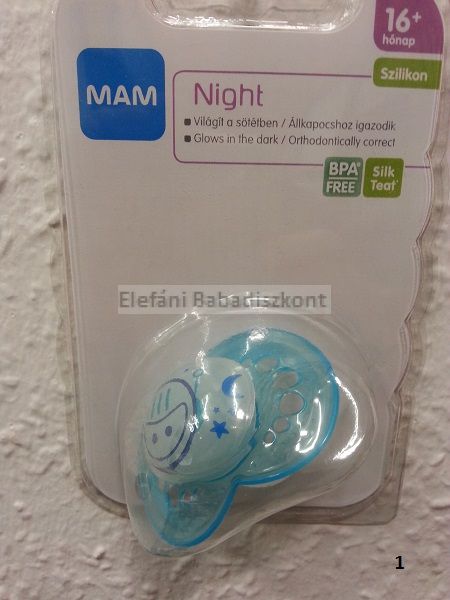 16+
hónap
Szilikon
MAM
Night
▪ Világít a sötétben / Állkapocshoz igazodik
▪ Glows in the dark / Orthodontically correct
BPA
FREE
Silk
Teat
Elefáni Babadiszkont
1